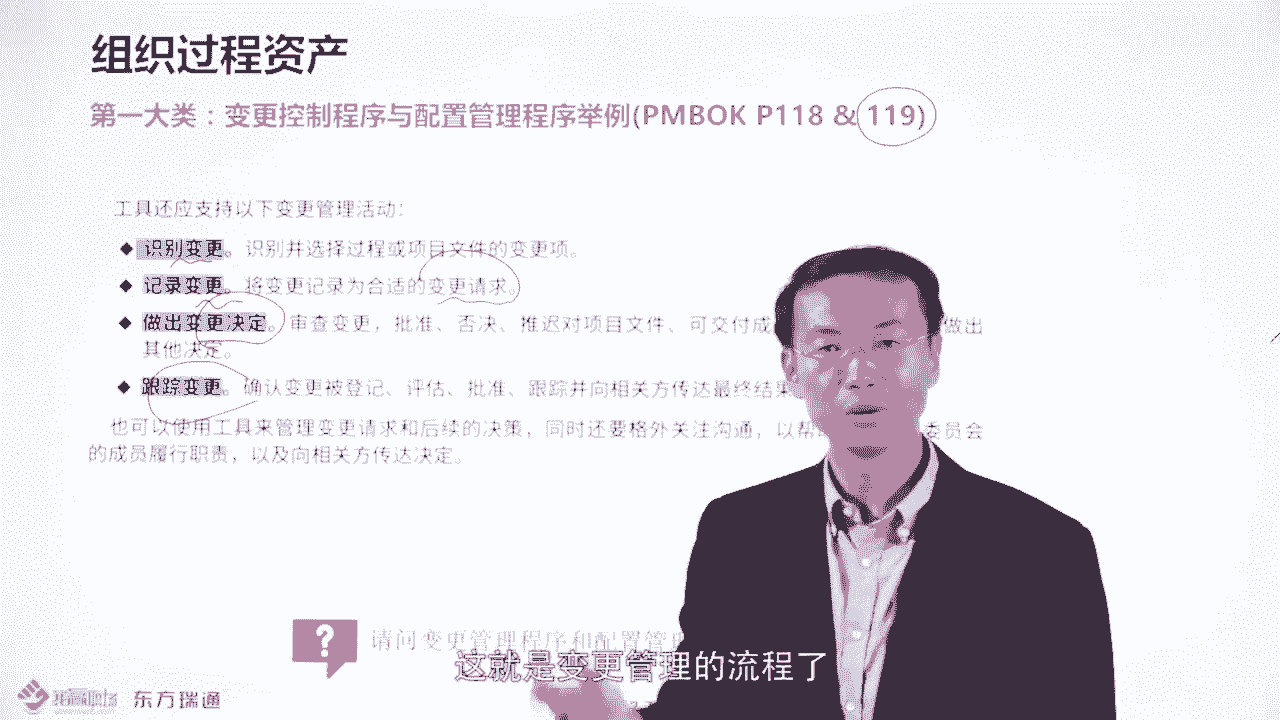 组织过程资产
第一大类：变更控制程序与配置管理程序举例(PMBOK P118 & 119)
工具还应支持以下变更管理活动：
◆ 识别变更。识别并选择过程或项目文件的变更项。
◆ 记录变更。将变更记录为合适的变更请求。
◆ 做出变更决定。审查变更，批准、否决、推迟对项目文件、可交付成 做出
其他决定。
◆ 跟踪变更。确认变更被登记、评估、批准、跟踪并向相关方传达最终结果
也可以使用工具来管理变更请求和后续的决策，同时还要格外关注沟通，以帮 委员会
的成员履行职责，以及向相关方传达决定。
? 请问变更管理程序和配置管
这就是变更管理的流程了
东方瑞通